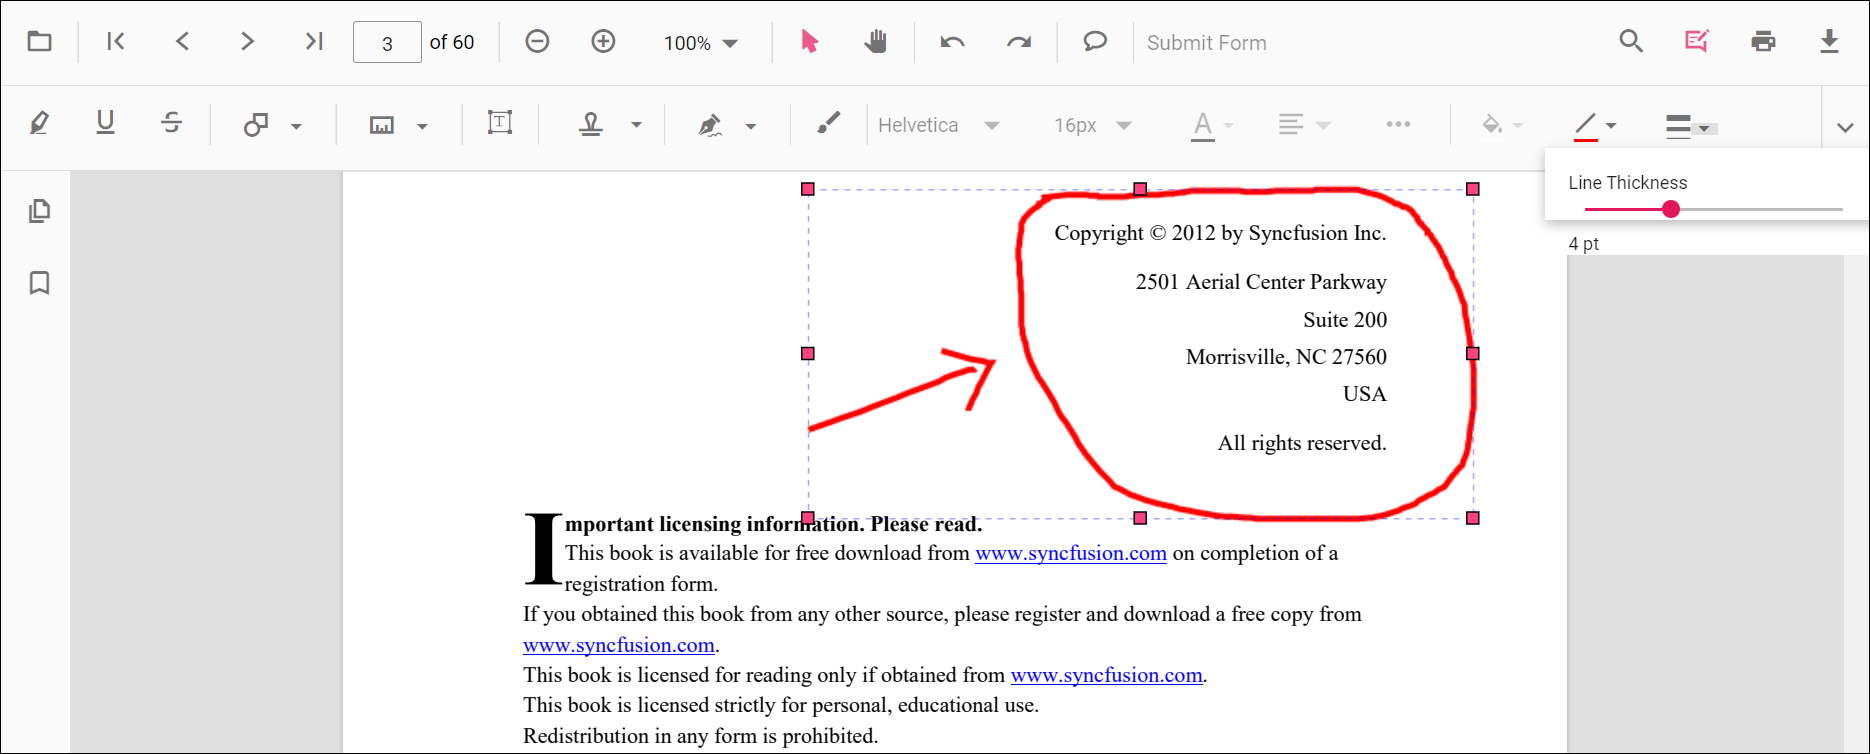 3 of 60 100% Submit Form
Helvetica 16px
Line Thickness
4 pt
Copyright © 2012 by Syncfusion Inc.
2501 Aerial Center Parkway
Suite 200
Morrisville, NC 27560
USA
All rights reserved.
Important licensing information. Please read.
This book is available for free download from www.syncfusion.com on completion of a
registration form.
If you obtained this book from any other source, please register and download a free copy from
www.syncfusion.com.
This book is licensed for reading only if obtained from www.syncfusion.com.
This book is licensed strictly for personal, educational use.
Redistribution in any form is prohibited.